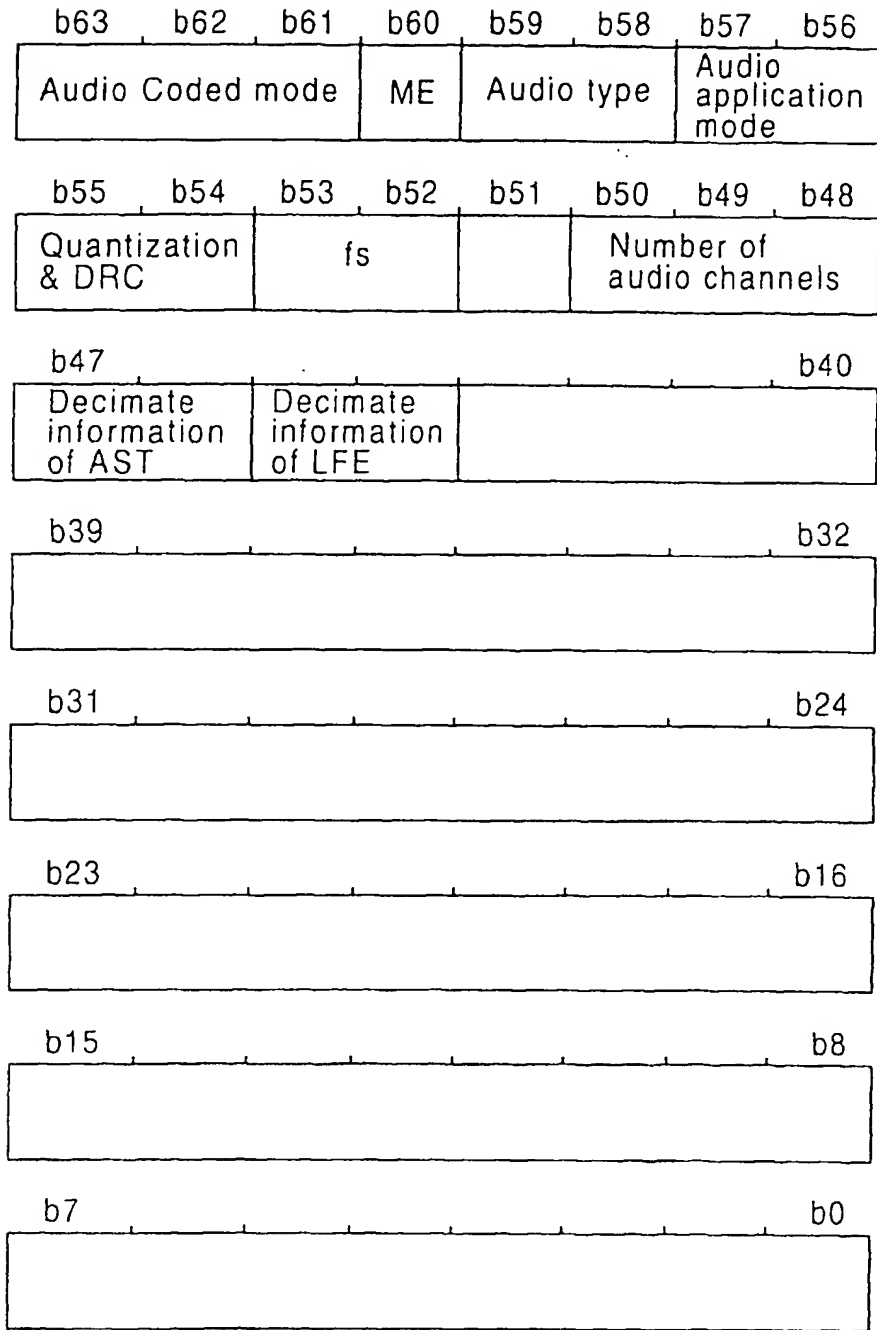 b63 b62 b61 b60 b59 b58 b57 b56
Audio Coded mode ME Audio type Audio
application
mode
b55 b54 b53 b52 b51 b50 b49 b48
Quantization
& DRC
fs
Number of
audio channels
b47 b40
Decimate
information
of AST
Decimate
information
of LFE
b39 b32
b31 b24
b23 b16
b15 b8
b7 b0